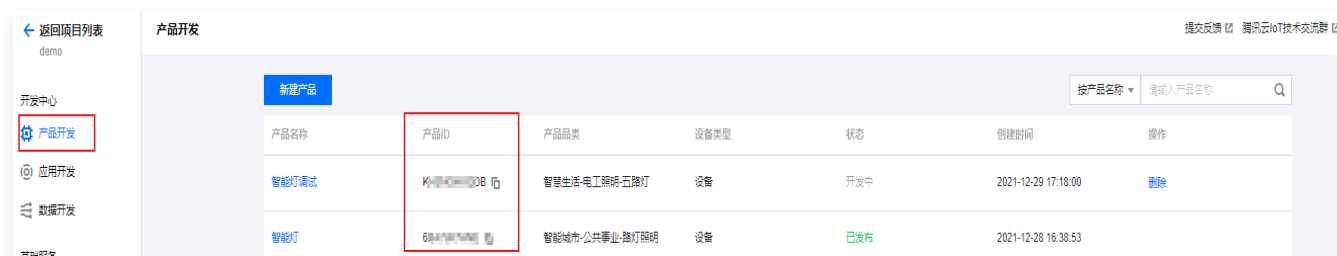 返回项目列表
demo
产品开发
提交反馈 腾讯云IoT技术交流群
开发中心
产品开发
应用开发
数据开发
新建产品
按产品名称 请输入产品名称
产品名称 产品ID 产品品类 设备类型 状态 创建时间 操作
智能灯调试 DB 智慧生活-电工照明-五路灯 设备 开发中 2021-12-29 17:18:00 删除
智能灯 智能城市-公共事业-路灯照明 设备 已发布 2021-12-28 16:38:53